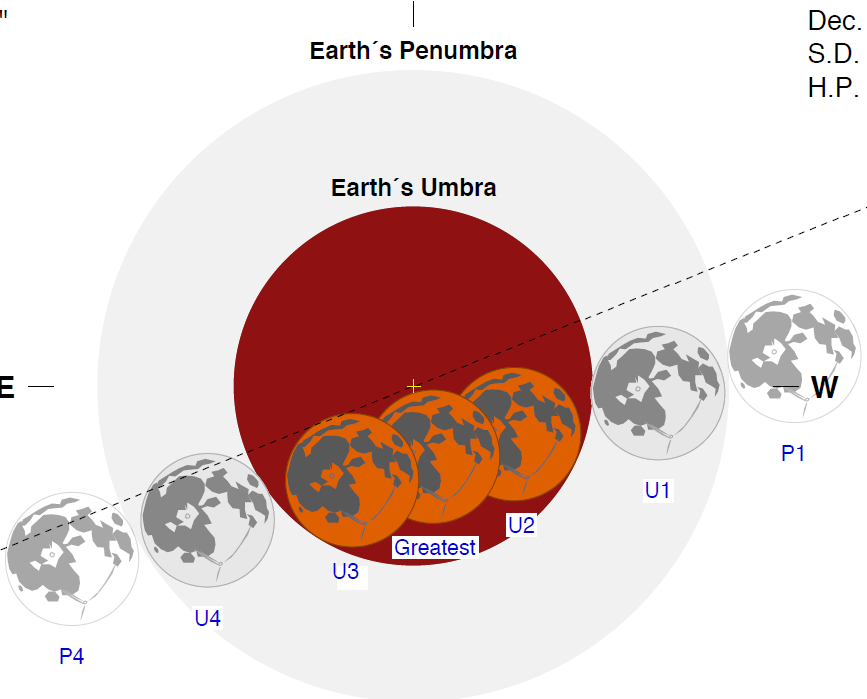 "
Dec.
S.D.
H.P.
Earth´s Penumbra
Earth´s Umbra
E
W
P1
U1
U2
Greatest
U3
U4
P4